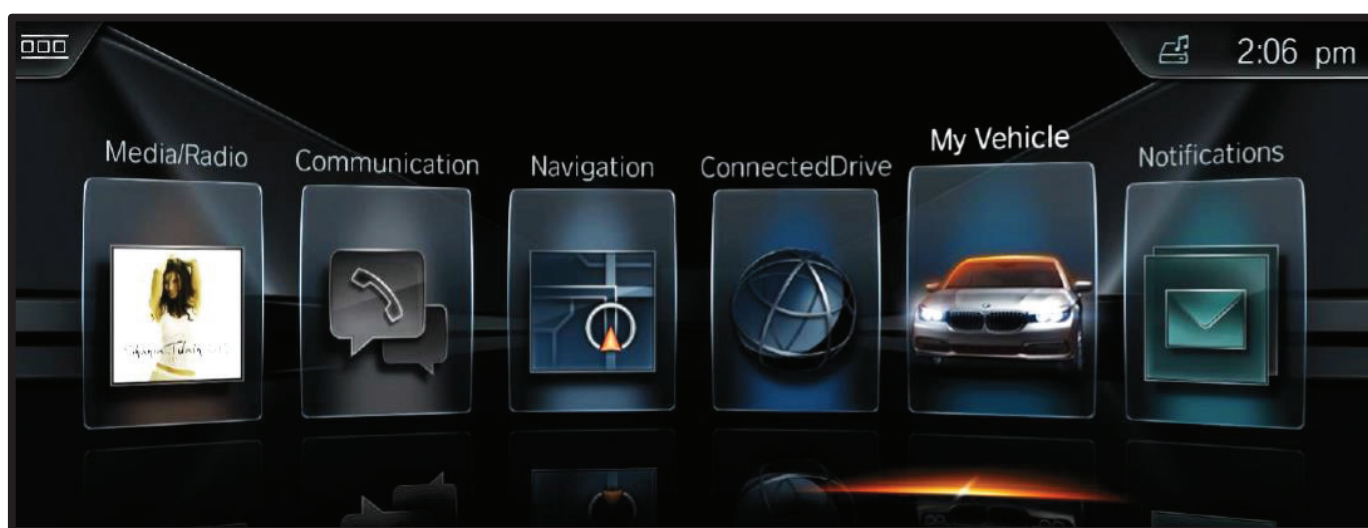 2:06 pm
Media/Radio
Communication
Navigation
ConnectedDrive
My Vehicle
Notifications